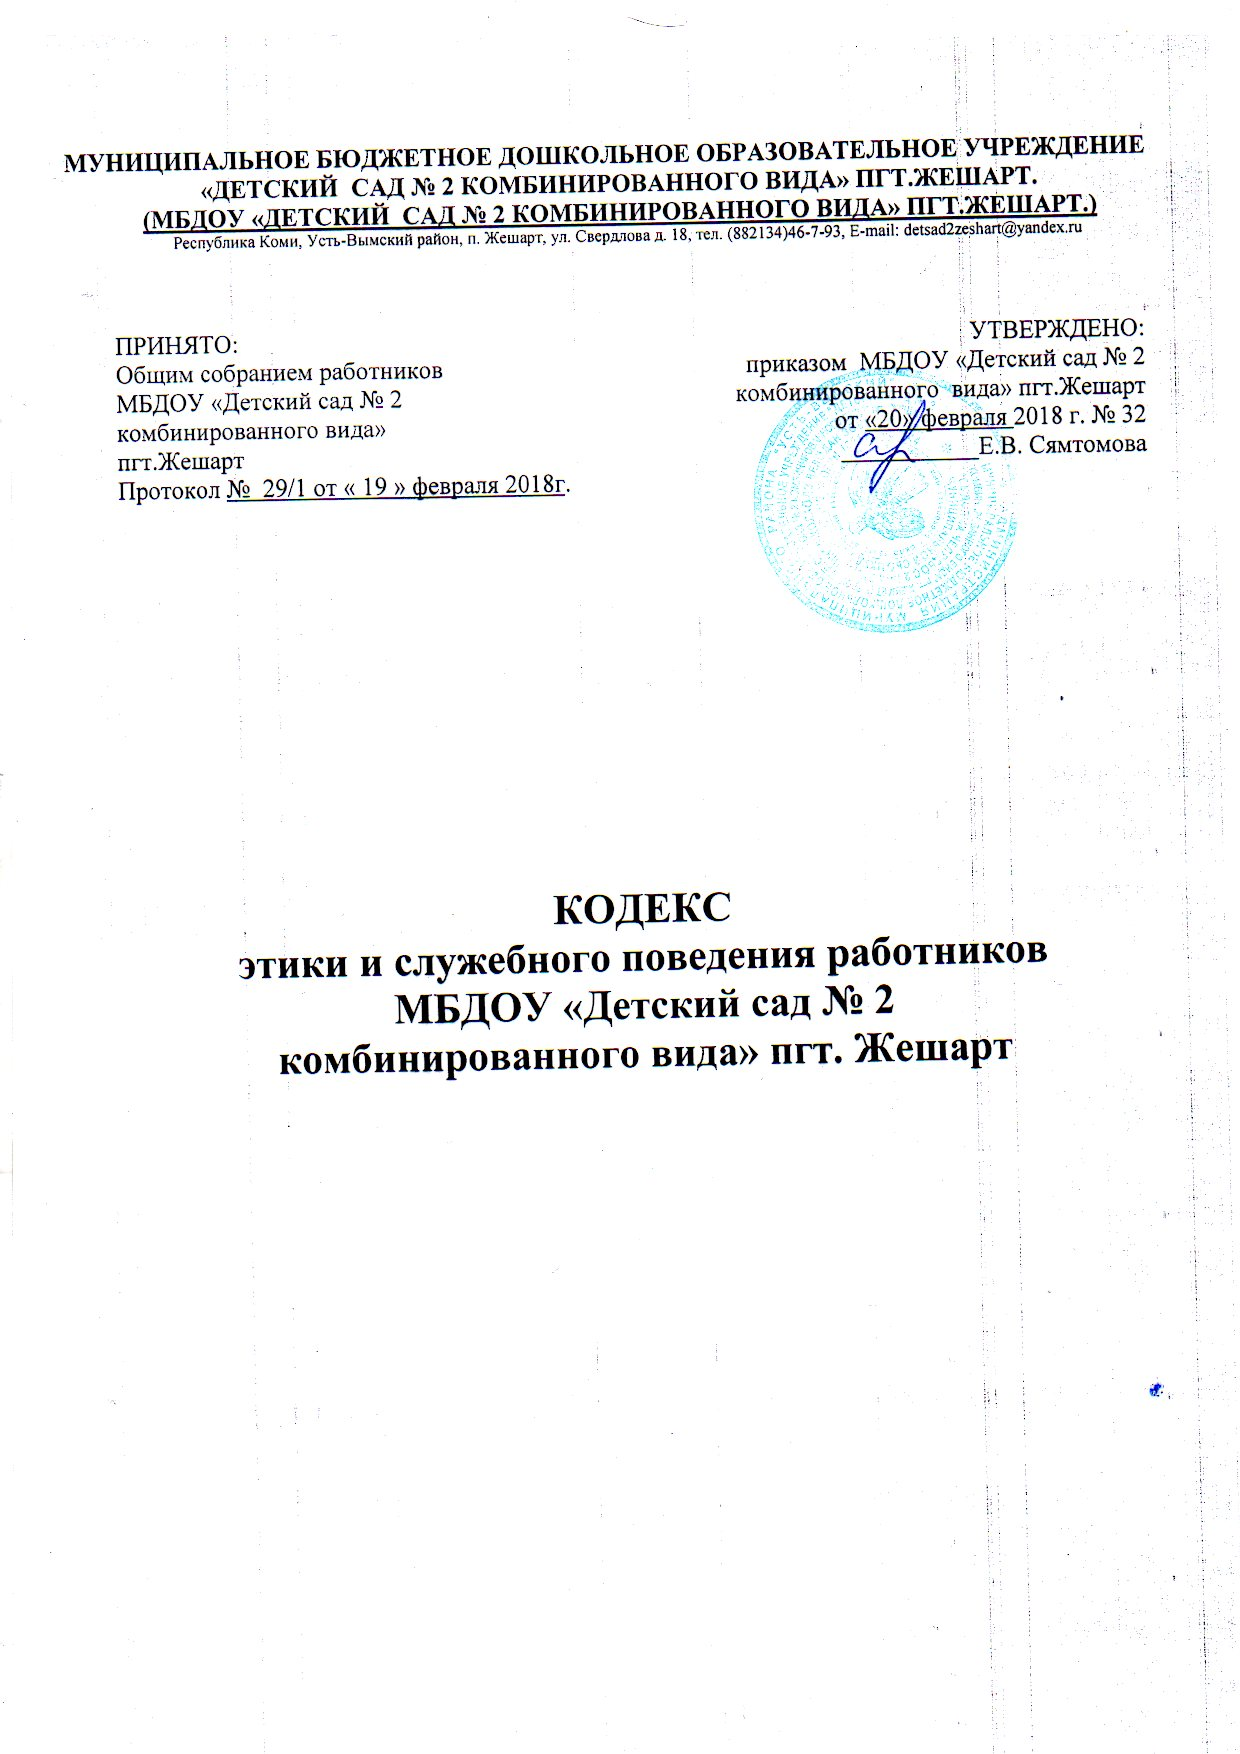 МУНИЦИПАЛЬНОЕ БЮДЖЕТНОЕ ДОШКОЛЬНОЕ ОБРАЗОВАТЕЛЬНОЕ УЧРЕЖДЕНИЕ
«ДЕТСКИЙ САД № 2 КОМБИНИРОВАННОГО ВИДА» ПГТ.ЖЕШАРТ.
(МБДОУ «ДЕТСКИЙ САД № 2 КОМБИНИРОВАННОГО ВИДА» ПГТ.ЖЕШАРТ.)
Республика Коми, Усть-Вымский район, п. Жешарт, ул. Свердлова д. 18, тел. (882134)46-7-93, E-mail: detsad2zeshart@yandex.ru
ПРИНЯТО:
Общим собранием работников
МБДОУ «Детский сад № 2
комбинированного вида»
пгт.Жешарт
Протокол № 29/1 от « 19 » февраля 2018г.
УТВЕРЖДЕНО:
приказом МБДОУ «Детский сад № 2
комбинированного вида» пгт.Жешарт
от «20» февраля 2018 г. № 32
Е.В. Сямтомова
КОДЕКС
этики и служебного поведения работников
МБДОУ «Детский сад № 2
комбинированного вида» пгт. Жешарт